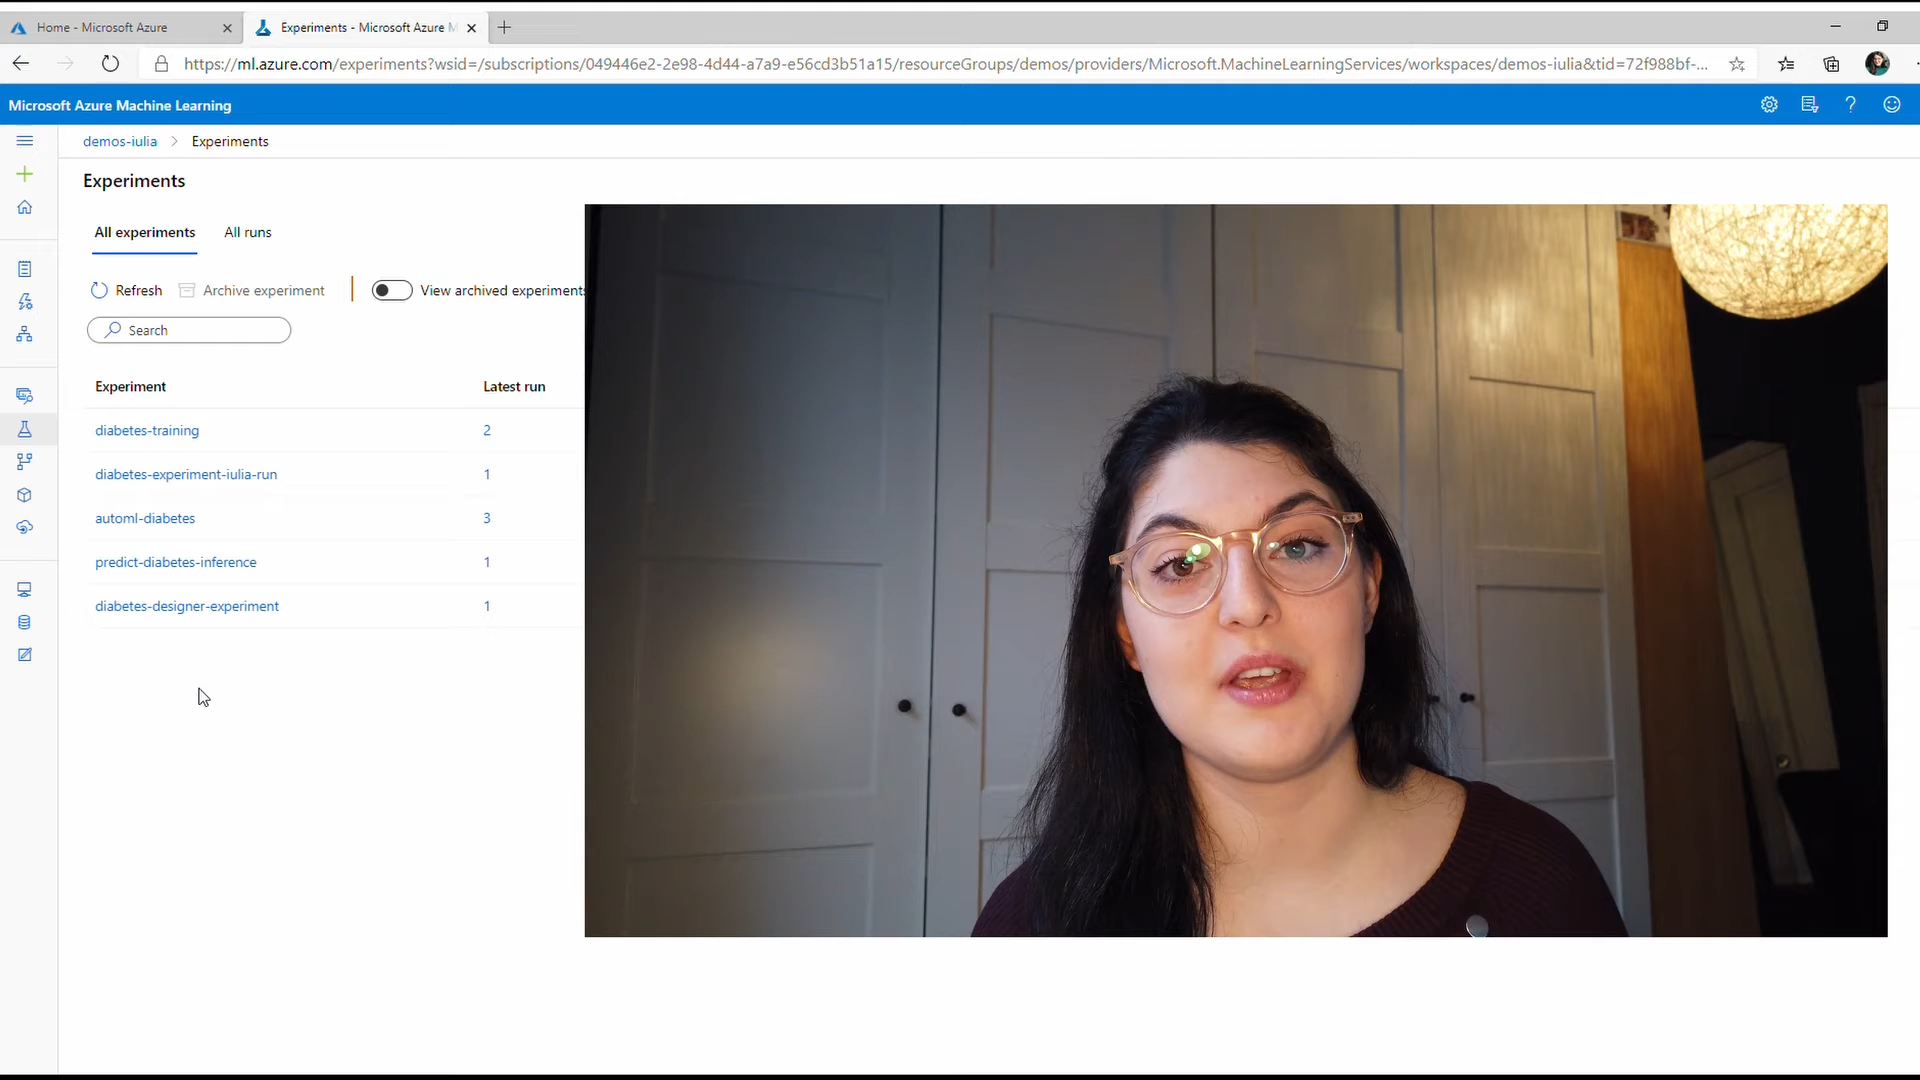 Home - Microsoft Azure
Experiments - Microsoft Azure M
https://ml.azure.com/experiments?wsid=/subscriptions/049446e2-2e98-4d44-a7a9-e56cd3b51a15/resourceGroups/demos/providers/Microsoft.MachineLearningServices/workspaces/demos-iulia&tid=72f988bf-...
Microsoft Azure Machine Learning
demos-iulia > Experiments
Experiments
All experiments All runs
Refresh Archive experiment View archived experiments
Search
Experiment Latest run
diabetes-training 2
diabetes-experiment-iulia-run 1
automl-diabetes 3
predict-diabetes-inference 1
diabetes-designer-experiment 1